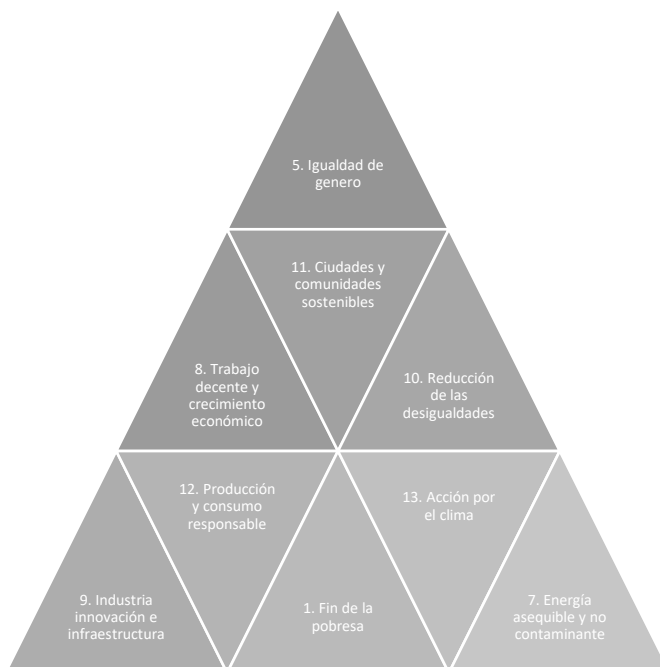 5. Igualdad de
genero
11. Ciudades y
comunidades
sostenibles
8. Trabajo
decente y
crecimiento
económico
10. Reducción
de las
desigualdades
12. Producción
y consumo
responsable
13. Acción por
el clima
9. Industria
innovación e
infraestructura
1. Fin de la
pobresa
7. Energía
asequible y no
contaminante